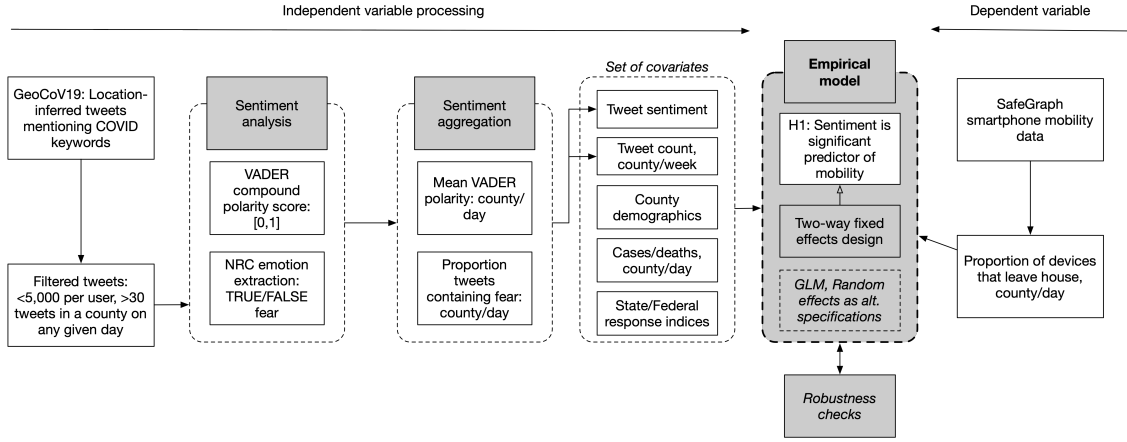 Independent variable processing
Dependent variable
GeoCoV19: Location-
inferred tweets
mentioning COVID
keywords
Filtered tweets:
<5,000 per user, >30
tweets in a county on
any given day
Sentiment
analysis
VADER
compound
polarity score:
[0,1]
NRC emotion
extraction:
TRUE/FALSE
fear
Sentiment
aggregation
Mean VADER
polarity: county/
day
Proportion
tweets
containing fear:
county/day
Set of covariates
Tweet sentiment
Tweet count,
county/week
County
demographics
Cases/deaths,
county/day
State/Federal
response indices
Empirical
model
H1: Sentiment is
significant
predictor of
mobility
Two-way fixed
effects design
GLM, Random
effects as alt.
specifications
Robustness
checks
SafeGraph
smartphone mobility
data
Proportion of devices
that leave house,
county/day